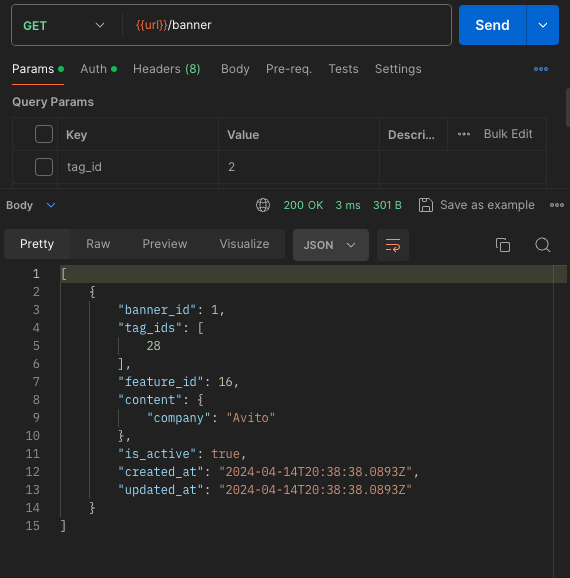 GET {{url}}/banner Send
Params Auth Headers (8) Body Pre-req. Tests Settings
Query Params
Key Value Descri... Bulk Edit
tag_id 2
Body 200 OK 3 ms 301 B Save as example
Pretty Raw Preview Visualize JSON
1 [
2 {
3 "banner_id": 1,
4 "tag_ids": [
5 28
6 ],
7 "feature_id": 16,
8 "content": {
9 "company": "Avito"
10 },
11 "is_active": true,
12 "created_at": "2024-04-14T20:38:38.0893Z",
13 "updated_at": "2024-04-14T20:38:38.0893Z"
14 }
15 ]